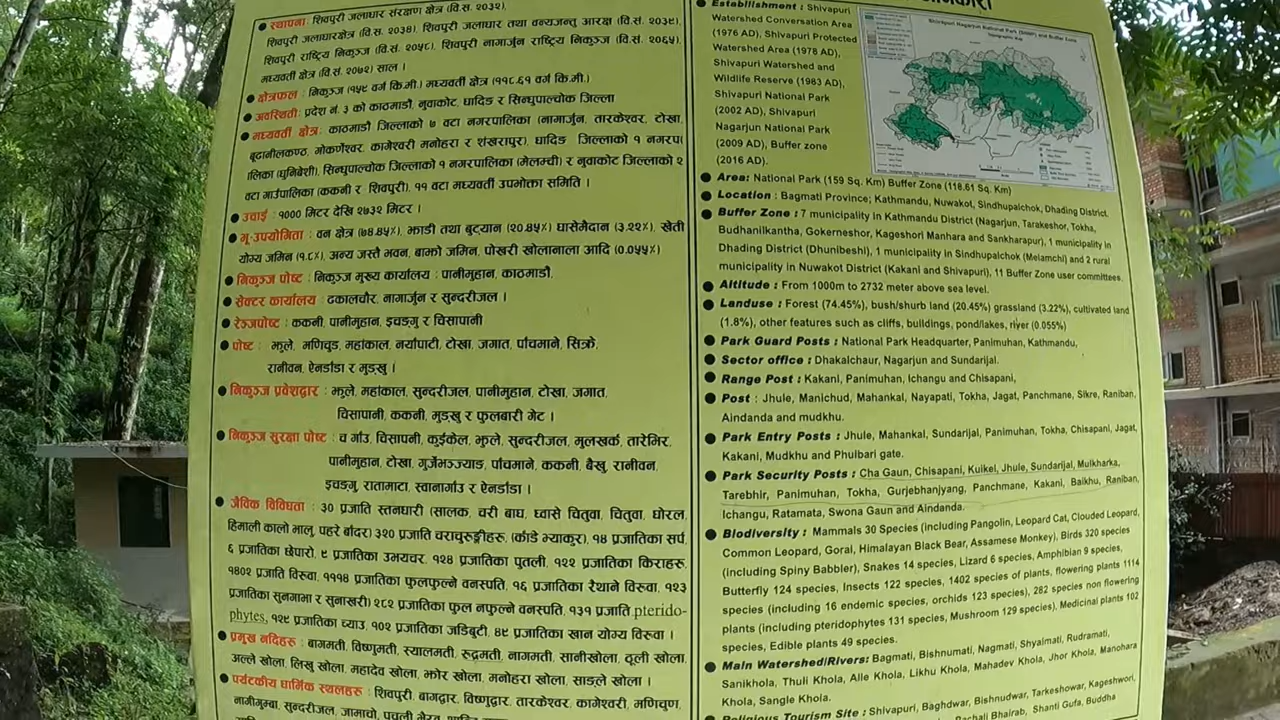 जानकारी
● स्थापना: शिवपुरी जलाधार संरक्षण क्षेत्र (वि.स. २०३२),
शिवपुरी जलाधारक्षेत्र (वि.सं. २०३८), शिवपुरी जलाधार तथा वन्यजन्तु आरक्ष (वि.सं. २०३९),
शिवपुरी राष्ट्रिय निकुञ्ज (वि.सं. २०५८), शिवपुरी नागार्जुन राष्ट्रिय निकुञ्ज (वि.सं. २०६५),
मध्यवर्ती क्षेत्र (वि.सं. २०७२) साल ।
● क्षेत्रफल: निकुञ्ज (१५९ वर्ग कि.मी.) मध्यवर्ती क्षेत्र (११८.६१ वर्ग कि.मी.)
● अवस्थिती: प्रदेश नं. ३ को काठमाडौं, नुवाकोट, धादिङ र सिन्धुपाल्चोक जिल्ला
● मध्यवर्ती क्षेत्र: काठमाडौं जिल्लाको ७ वटा नगरपालिका (नागार्जुन, तारकेश्वर, टोखा,
बूढानीलकण्ठ, गोकर्णेश्वर, कागेश्वरी मनोहरा र शंखरापुर), धादिङ जिल्लाको १ नगरपा
लिका (धुनिबेशी), सिन्धुपाल्चोक जिल्लाको १ नगरपालिका (मेलम्ची) र नुवाकोट जिल्लाको २
वटा गाउँपालिका (ककनी र शिवपुरी), ११ वटा मध्यवर्ती उपभोक्ता समिति ।
● उचाई: १००० मिटर देखि २७३२ मिटर ।
● भू-उपयोगिता: वन क्षेत्र (७४.४५%), झाडी तथा बुट्यान (२०.४५%) घासेमैदान (३.२२%), खेती
योग्य जमिन (१.८%), अन्य जस्तै भवन, बाझो जमिन, पोखरी खोलानाला आदि (०.०५५%)
● निकुञ्ज पोष्ट: निकुञ्ज मुख्य कार्यालय : पानीमुहान, काठमाडौं,
● सेक्टर कार्यालय : ढकालचौर, नागार्जुन र सुन्दरीजल ।
● रेञ्जपोष्ट : ककनी, पानीमुहान, इचङ्गु र चिसापानी
● पोष्ट : झुले, मणिचुड, महांकाल, नयाँपाटी, टोखा, जगात, पाँचमाने, सिक्रे,
रानीवन, ऐनडाँडा र मुड्खु ।
● निकुञ्ज प्रवेशद्वार : झुले, महांकाल, सुन्दरीजल, पानीमुहान, टोखा, जगात,
चिसापानी, ककनी, मुड्खु र फुलबारी गेट ।
● निकुञ्ज सुरक्षा पोष्ट : च गाँउ, चिसापनी, कुईकेल, झुले, सुन्दरीजल, मुलखर्क, तारेभिर,
पानीमुहान, टोखा, गुर्जेभञ्ज्याङ, पाँचमाने, ककनी, बैखु, रानीवन,
इचङ्गु, रातामाटा, स्वानागाँउ र ऐनडाँडा ।
● जैविक विविधता : ३० प्रजाति स्तनधारी (सालक, चरी बाघ, ध्वासे चितुवा, चितुवा, घोरल,
हिमाली कालो भालु, पहरे बाँदर) ३२० प्रजाति चराचुरुङ्गीहरु, (काँडे भ्याकुर), १४ प्रजातिका सर्प,
६ प्रजातिका छेपारो, ९ प्रजातिका उभयचर, १२४ प्रजातिका पुतली, १२२ प्रजातिका किराहरु,
१४०२ प्रजाति विरुवा, १११४ प्रजातिका फुलफुल्ने वनस्पति, १६ प्रजातिका रैथाने विरुवा, १२३
प्रजातिका सुनगाभा र सुनाखरी) २८२ प्रजातिका फुल नफुल्ने वनस्पति, १३१ प्रजाति pterido-
phytes, १२९ प्रजाति च्याउ, १०२ प्रजातिका जडिबुटी, ४९ प्रजातिका खान योग्य विरुवा ।
● प्रमुख नदिहरु : बागमती, विष्णुमती, स्यालमती, रुद्रमती, नागमती, सानीखोला, ठूली खोला,
अल्ले खोला, लिखु खोला, महादेव खोला, झोर खोला, मनोहरा खोला, साङ्ले खोला ।
● पर्यटकीय धार्मिक स्थलहरु : शिवपुरी, बागद्वार, विष्णुद्वार, तारकेश्वर, कागेश्वरी, मणिचुण,
नागीगुम्बा, सुन्दरीजल, जामाचो, पचली भैरव,
● Establishment: Shivapuri
Watershed Conversation Area
(1976 AD), Shivapuri Protected
Watershed Area (1976 AD),
Shivapuri Watershed and
Wildlife Reserve (1983 AD),
Shivapuri National Park
(2002 AD), Shivapuri
Nagarjun National Park
(2009 AD), Buffer zone
(2016 AD).
Shivapuri Nagarjun National Park (SNNP) and Buffer Zone
● Area: National Park (159 Sq. Km) Buffer Zone (118.61 Sq. Km)
● Location : Bagmati Province; Kathmandu, Nuwakot, Sindhupalchok, Dhading District.
● Buffer Zone : 7 municipality in Kathmandu District (Nagarjun, Tarakeshor, Tokha,
Budhanilkantha, Gokerneshor, Kageshori Manhara and Sankharapur), 1 municipality in
Dhading District (Dhunibeshi), 1 municipality in Sindhupalchok (Melamchi) and 2 rural
municipality in Nuwakot District (Kakani and Shivapuri), 11 Buffer Zone user committees.
● Altitude : From 1000m to 2732 meter above sea level.
● Landuse : Forest (74.45%), bush/shurb land (20.45%) grassland (3.22%), cultivated land
(1.8%), other features such as cliffs, buildings, pond/lakes, river (0.055%)
● Park Guard Posts : National Park Headquarter, Panimuhan, Kathmandu,
● Sector office : Dhakalchaur, Nagarjun and Sundarijal.
● Range Post : Kakani, Panimuhan, Ichangu and Chisapani,
● Post : Jhule, Manichud, Mahankal, Nayapati, Tokha, Jagat, Panchmane, Sikre, Raniban,
Aindanda and mudkhu.
● Park Entry Posts : Jhule, Mahankal, Sundarijal, Panimuhan, Tokha, Chisapani, Jagat,
Kakani, Mudkhu and Phulbari gate.
● Park Security Posts : Cha Gaun, Chisapani, Kuikel, Jhule, Sundarijal, Mulkharka,
Tarebhir, Panimuhan, Tokha, Gurjebhanjyang, Panchmane, Kakani, Baikhu, Raniban,
Ichangu, Ratamata, Swona Gaun and Aindanda.
● Biodiversity : Mammals 30 Species (including Pangolin, Leopard Cat, Clouded Leopard,
Common Leopard, Goral, Himalayan Black Bear, Assamese Monkey), Birds 320 species
(including Spiny Babbler), Snakes 14 species, Lizard 6 species, Amphibian 9 species,
Butterfly 124 species, Insects 122 species, 1402 species of plants, flowering plants 1114
species (including 16 endemic species, orchids 123 species), 282 species non flowering
plants (including pteridophytes 131 species, Mushroom 129 species), Medicinal plants 102
species, Edible plants 49 species.
● Main Watershed/Rivers: Bagmati, Bishnumati, Nagmati, Shyalmati, Rudramati,
Sanikhola, Thuli Khola, Alle Khola, Likhu Khola, Mahadev Khola, Jhor Khola, Manohara
Khola, Sangle Khola.
● Religious Tourism Site : Shivapuri, Baghdwar, Bishnudwar, Tarkeshowar, Kageshwori,
Pachali Bhairab, Shanti Gufa, Buddha